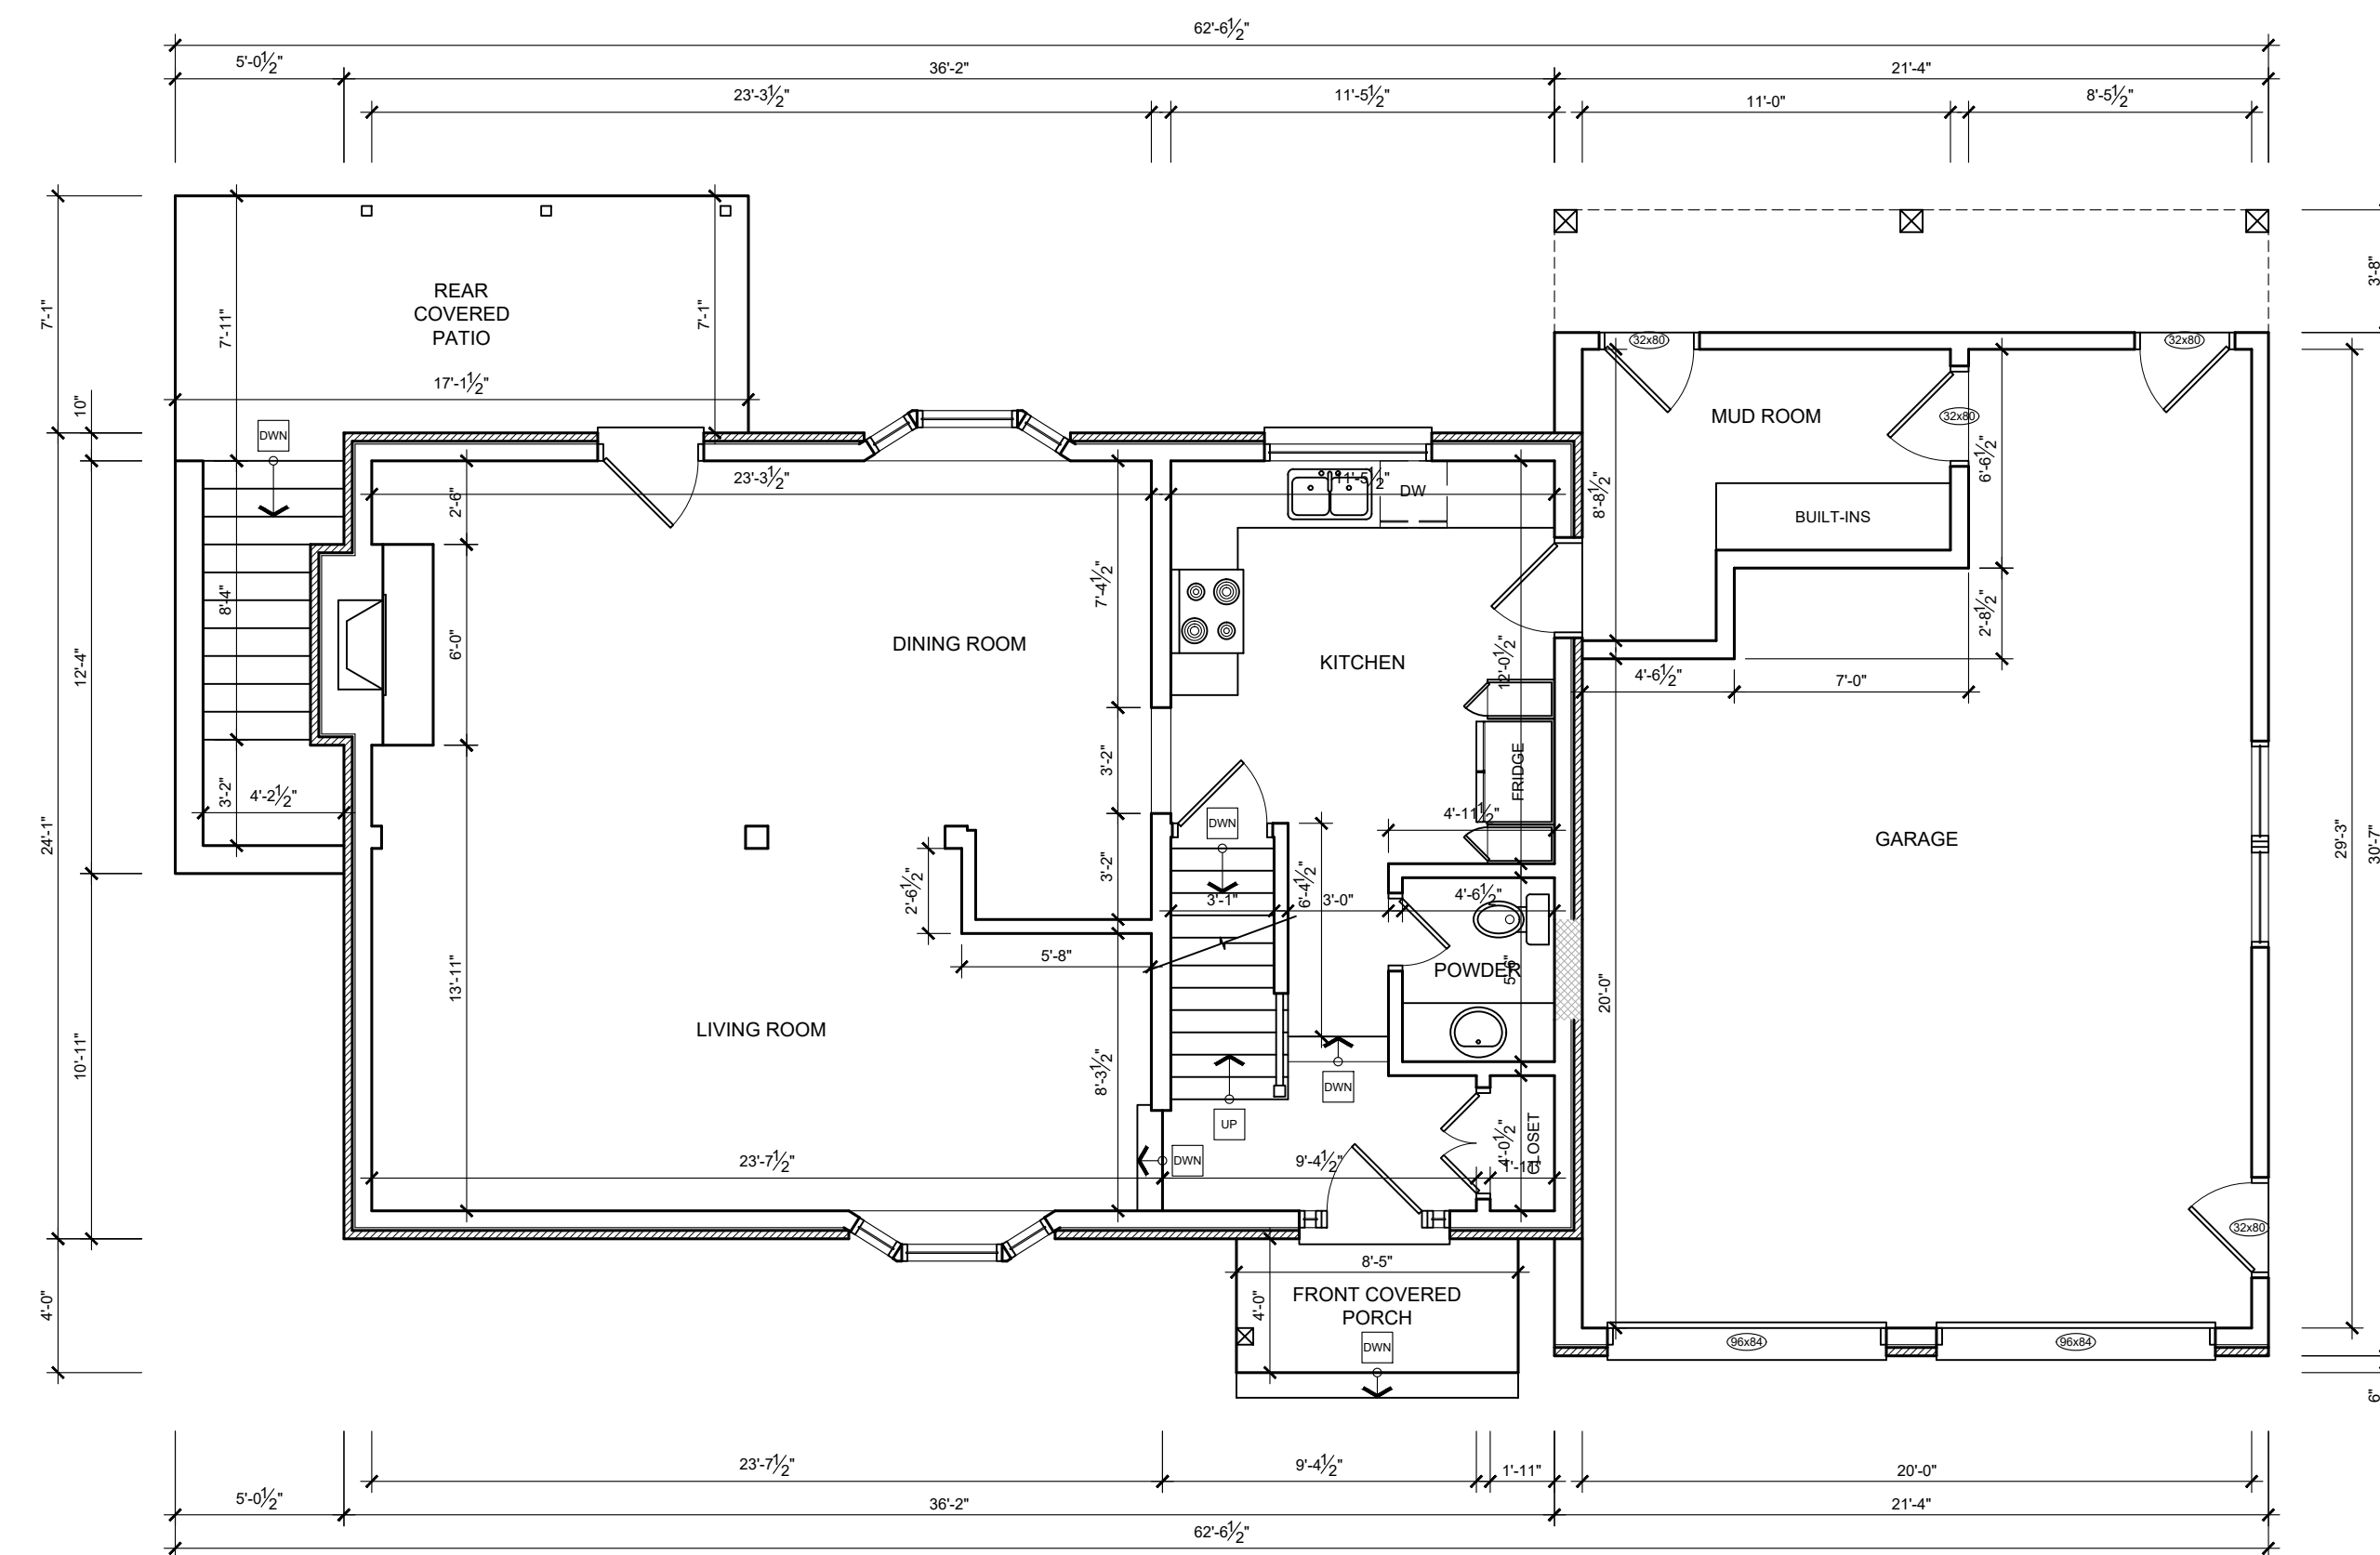 62'-6½"
5'-0½"
36'-2"
21'-4"
23'-3½"
11'-5½"
11'-0"
8'-5½"
7'-1"
10"
24'-1"
12'-4"
10'-11"
4'-0"
REAR
COVERED
PATIO
7'-11"
7'-1"
17'-1½"
DWN
8'-4"
3'-2"
4'-2½"
2'-6"
6'-0"
13'-11"
23'-3½"
DINING ROOM
7'-4½"
3'-2"
3'-2"
2'-6½"
5'-8"
8'-3½"
LIVING ROOM
23'-7½"
11'-5½"
DW
KITCHEN
12'-0½"
FRIDGE
4'-11½"
DWN
3'-1"
6'-4½"
3'-0"
4'-6½"
POWDER
5'-6"
DWN
UP
DWN
9'-4½"
4'-0½"
CLOSET
1'-11"
8'-5"
4'-0"
FRONT COVERED
PORCH
DWN
32x80
32x80
MUD ROOM
32x80
6'-6½"
8'-8½"
BUILT-INS
2'-8½"
4'-6½"
7'-0"
GARAGE
20'-0"
32x80
96x84
96x84
3'-8"
29'-3"
30'-7"
6"
23'-7½"
9'-4½"
1'-11"
20'-0"
5'-0½"
36'-2"
21'-4"
62'-6½"